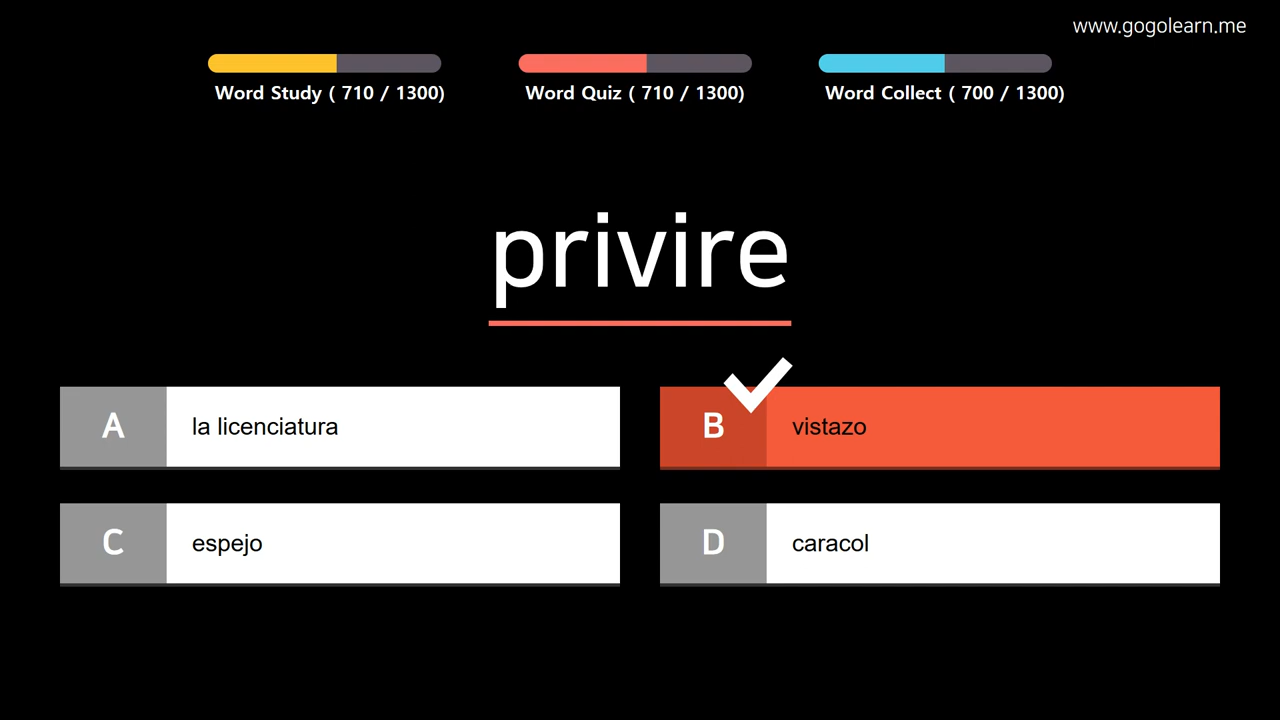 www.gogolearn.me
Word Study ( 710 / 1300)
Word Quiz ( 710 / 1300)
Word Collect ( 700 / 1300)
privire
A
la licenciatura
B
vistazo
C
espejo
D
caracol